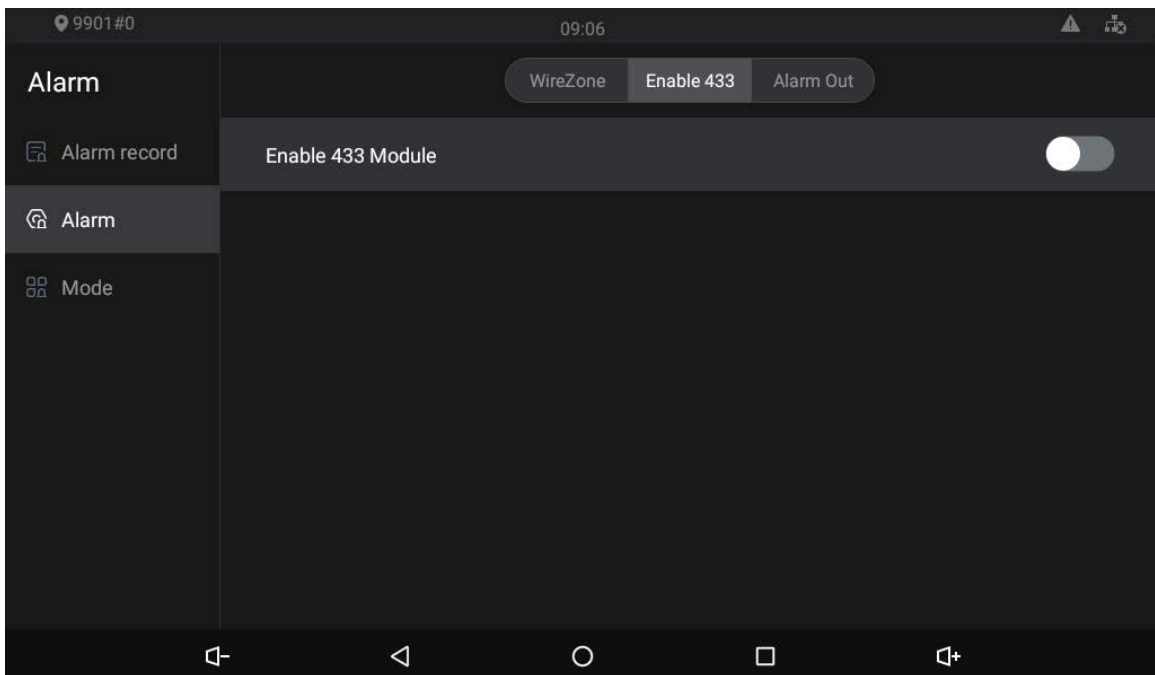 9901#0
09:06
Alarm
WireZone Enable 433 Alarm Out
Alarm record
Enable 433 Module
Alarm
Mode